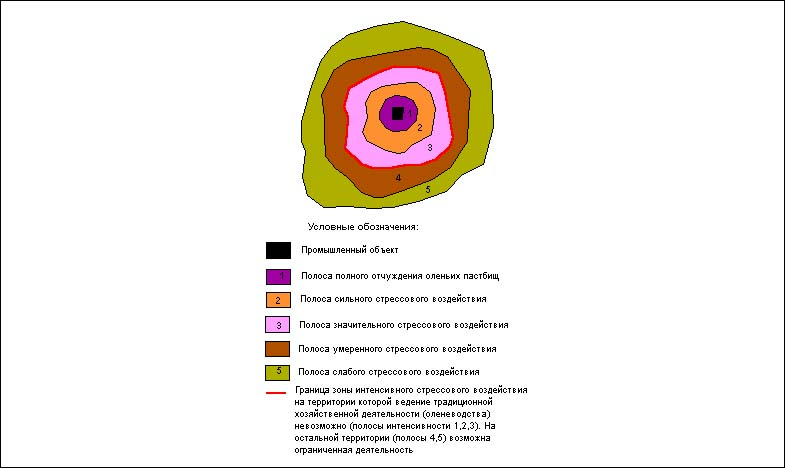 1
2
3
4
5
Условные обозначения:
Промышленный объект
1 Полоса полного отчуждения оленьих пастбищ
2 Полоса сильного стрессового воздействия
3 Полоса значительного стрессового воздействия
Полоса умеренного стрессового воздействия
5 Полоса слабого стрессового воздействия
Граница зоны интенсивного стрессового воздействия
на территории которой ведение традиционной
хозяйственной деятельности (оленеводства)
невозможно (полосы интенсивности 1,2,3). На
остальной территории (полосы 4,5) возможна
ограниченная деятельность